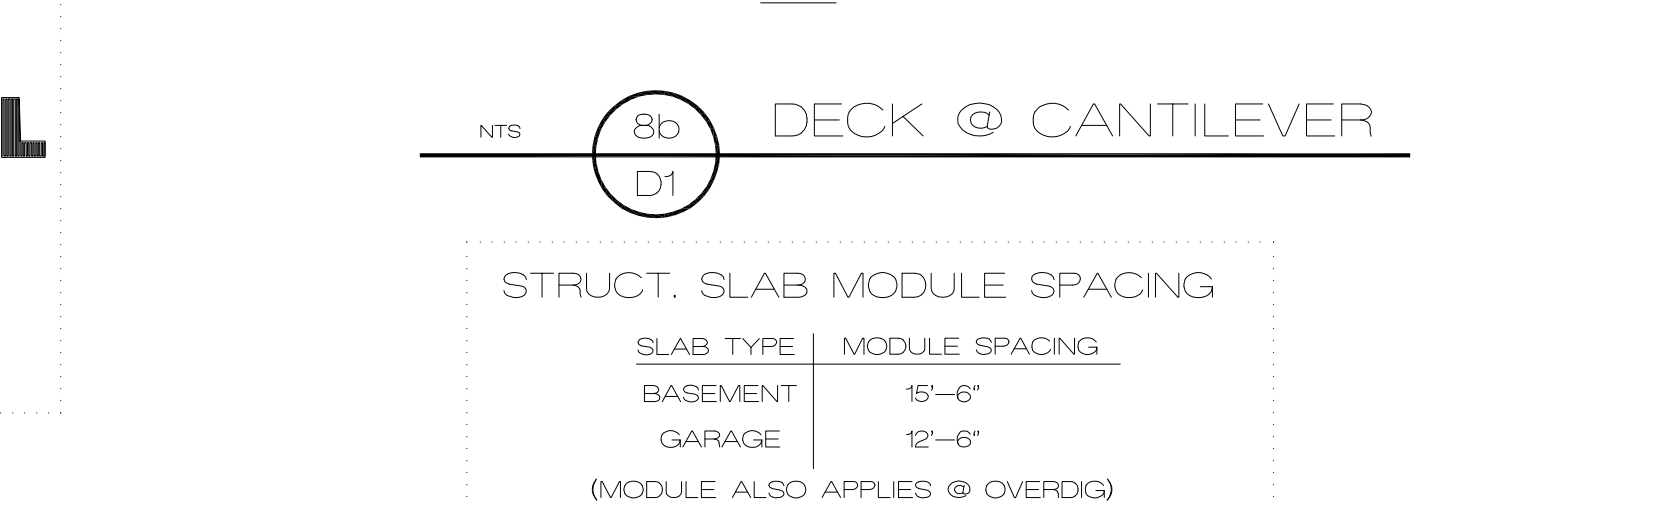 L
NTS 8b DECK @ CANTILEVER
D1
STRUCT. SLAB MODULE SPACING
SLAB TYPE MODULE SPACING
BASEMENT 15'-6"
GARAGE 12'-6"
(MODULE ALSO APPLIES @ OVERDIG)